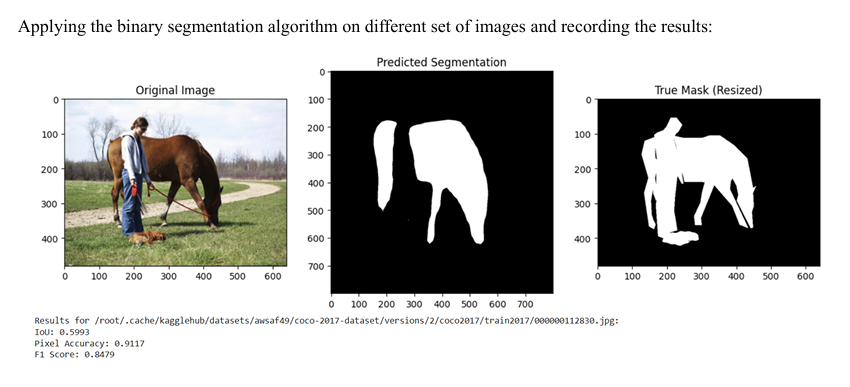 Applying the binary segmentation algorithm on different set of images and recording the results:
Original Image
0
100
200
300
400
0 100 200 300 400 500 600
Predicted Segmentation
0
100
200
300
400
500
600
700
0 100 200 300 400 500 600 700
True Mask (Resized)
0
100
200
300
400
0 100 200 300 400 500 600
Results for /root/.cache/kagglehub/datasets/awsaf49/coco-2017-dataset/versions/2/coco2017/train2017/000000112830.jpg:
IoU: 0.5993
Pixel Accuracy: 0.9117
F1 Score: 0.8479